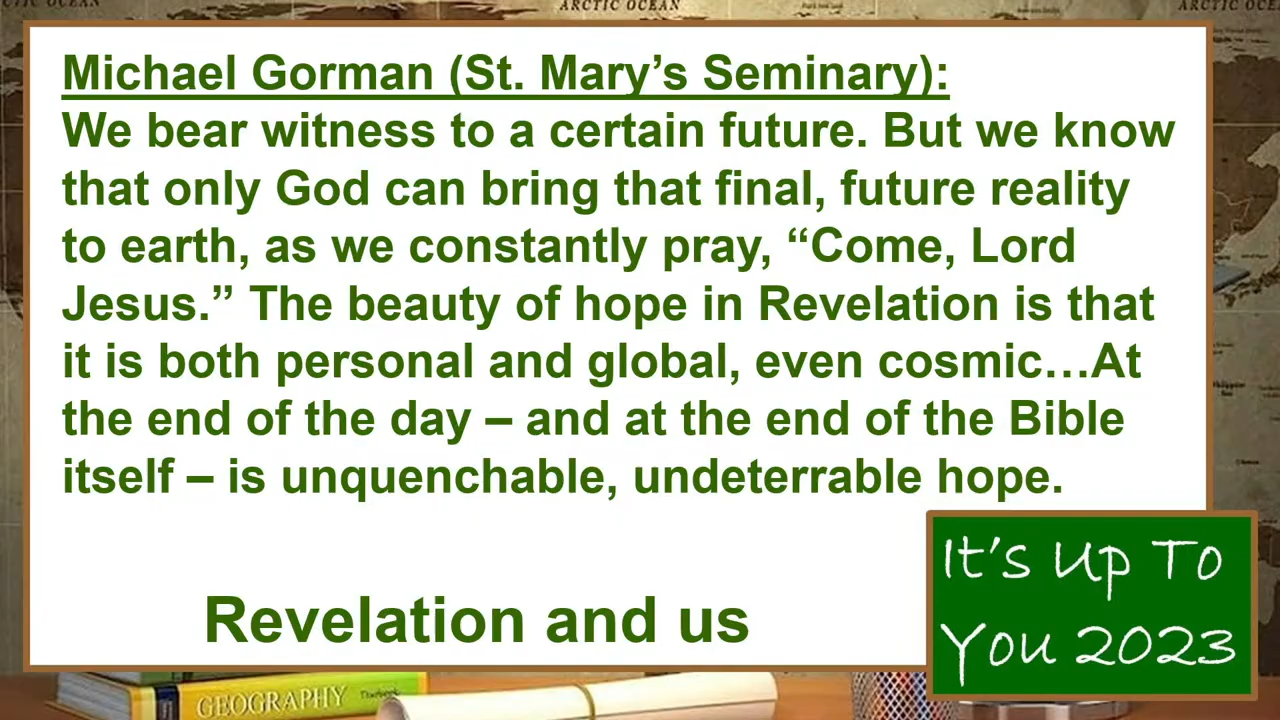 ARCTIC OCEAN
Michael Gorman (St. Mary’s Seminary):
We bear witness to a certain future. But we know
that only God can bring that final, future reality
to earth, as we constantly pray, “Come, Lord
Jesus.” The beauty of hope in Revelation is that
it is both personal and global, even cosmic…At
the end of the day – and at the end of the Bible
itself – is unquenchable, undeterrable hope.
Revelation and us
It’s Up To
You 2023
GEOGRAPHY